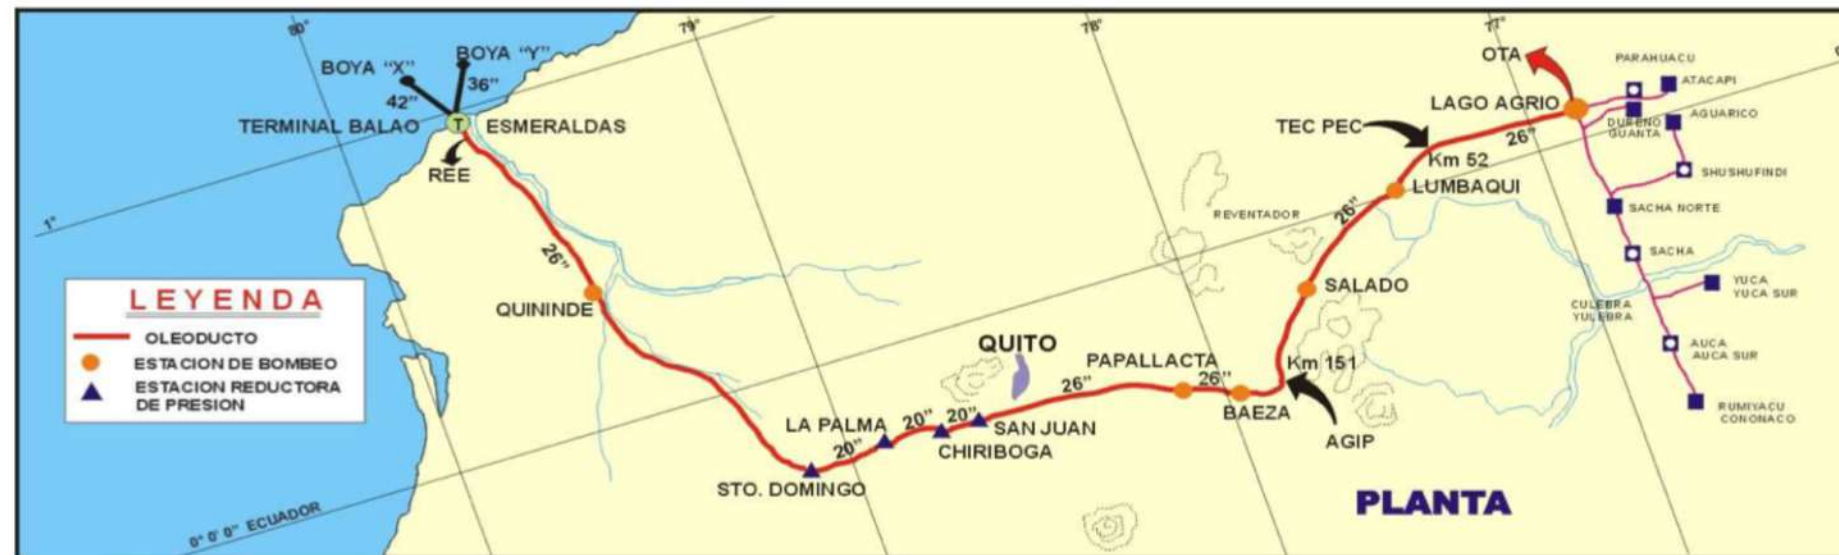 80°
79°
78°
77°
BOYA “X”
BOYA “Y”
42”
36”
TERMINAL BALAO
T
ESMERALDAS
REE
1°
26”
QUININDE
LEYENDA
OLEODUCTO
ESTACION DE BOMBEO
ESTACION REDUCTORA
DE PRESION
0° 0' 0” ECUADOR
STO. DOMINGO
20”
LA PALMA
20”
CHIRIBOGA
20”
SAN JUAN
QUITO
26”
PAPALLACTA
26”
BAEZA
Km 151
AGIP
SALADO
REVENTADOR
26”
LUMBAQUI
Km 52
TEC PEC
26”
LAGO AGRIO
OTA
PARAHUACU
ATACAPI
DURENO
GUANTA
AGUARICO
SHUSHUFINDI
SACHA NORTE
SACHA
YUCA
YUCA SUR
CULEBRA
YULEBRA
AUCA
AUCA SUR
RUMIYACU
CONONACO
PLANTA